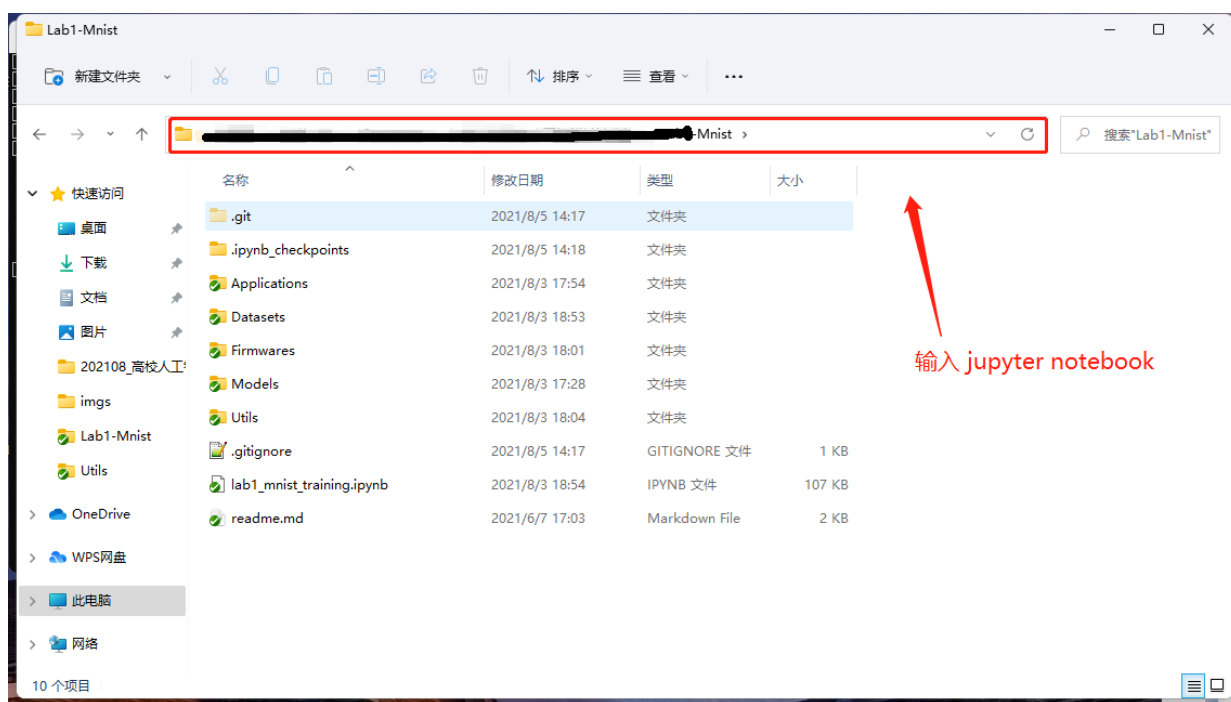 Lab1-Mnist
新建文件夹 排序 查看 ...
-Mnist 搜索"Lab1-Mnist"
名称 修改日期 类型 大小
快速访问
桌面
下载
文档
图片
202108_高校人工
imgs
Lab1-Mnist
Utils
OneDrive
WPS网盘
此电脑
网络
.git 2021/8/5 14:17 文件夹
.ipynb_checkpoints 2021/8/5 14:18 文件夹
Applications 2021/8/3 17:54 文件夹
Datasets 2021/8/3 18:53 文件夹
Firmwares 2021/8/3 18:01 文件夹
Models 2021/8/3 17:28 文件夹
Utils 2021/8/3 18:04 文件夹
.gitignore 2021/8/5 14:17 GITIGNORE 文件 1 KB
lab1_mnist_training.ipynb 2021/8/3 18:54 IPYNB 文件 107 KB
readme.md 2021/6/7 17:03 Markdown File 2 KB
输入 jupyter notebook
10 个项目